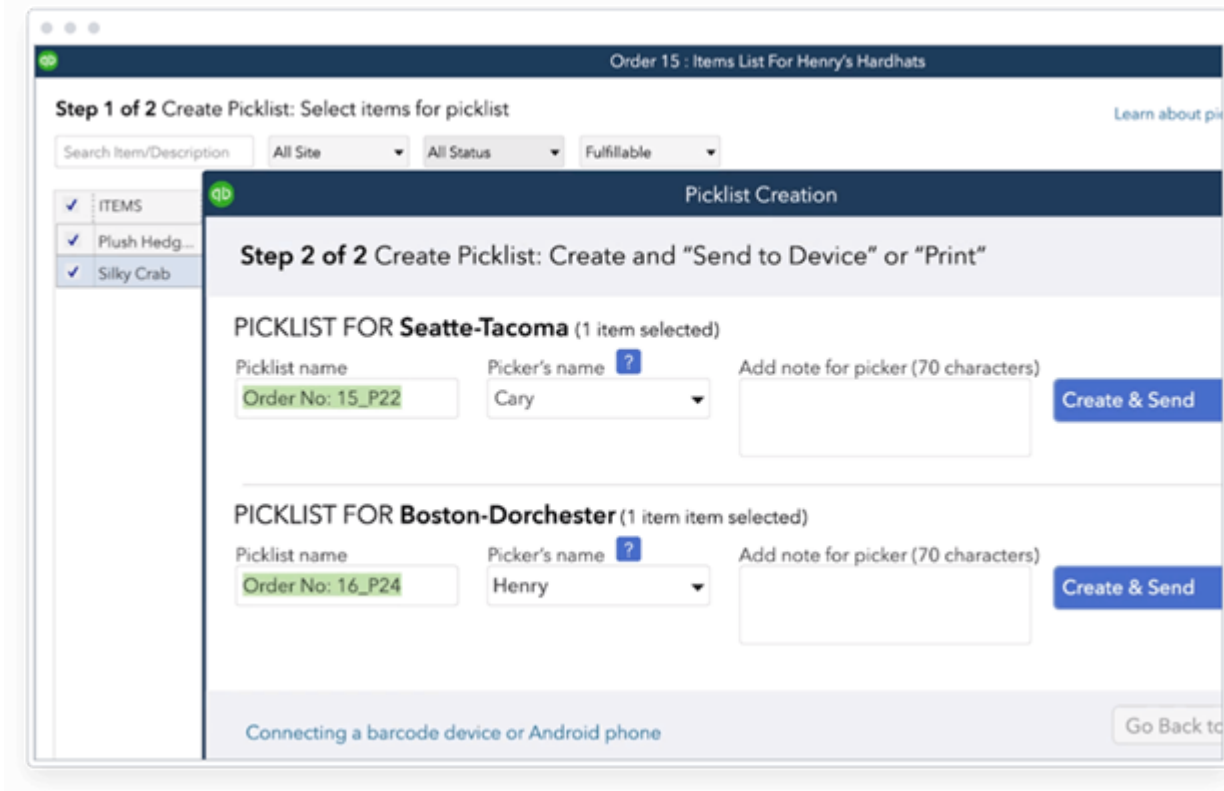 qb Order 15 : Items List For Henry's Hardhats
Step 1 of 2 Create Picklist: Select items for picklist
Learn about pi
Search Item/Description All Site All Status Fulfillable
ITEMS
Plush Hedg...
Silky Crab
qb Picklist Creation
Step 2 of 2 Create Picklist: Create and "Send to Device" or "Print"
PICKLIST FOR Seatte-Tacoma (1 item selected)
Picklist name Picker's name ? Add note for picker (70 characters)
Order No: 15_P22 Cary Create & Send
PICKLIST FOR Boston-Dorchester (1 item item selected)
Picklist name Picker's name ? Add note for picker (70 characters)
Order No: 16_P24 Henry Create & Send
Connecting a barcode device or Android phone Go Back to